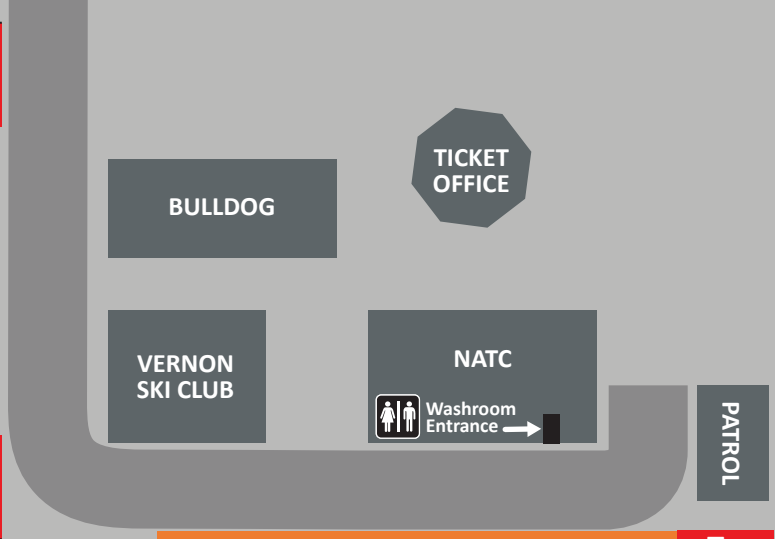 TICKET
OFFICE
BULLDOG
VERNON
SKI CLUB
NATC
Washroom
Entrance
PATROL